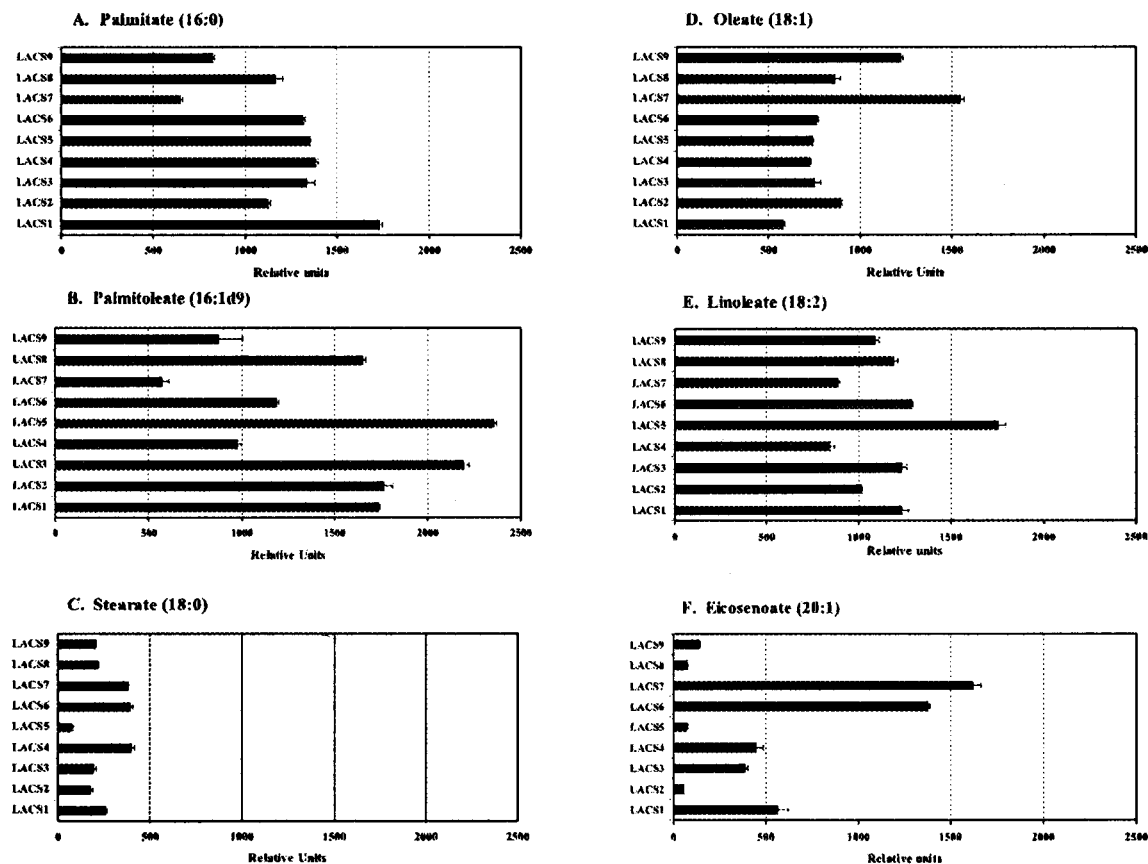 A. Palmitate (16:0)
LACS9
LACS8
LACS7
LACS6
LACS5
LACS4
LACS3
LACS2
LACS1
0 500 1000 1500 2000 2500
Relative units
B. Palmitoleate (16:1d9)
LACS9
LACS8
LACS7
LACS6
LACS5
LACS4
LACS3
LACS2
LACS1
0 500 1000 1500 2000 2500
Relative Units
C. Stearate (18:0)
LACS9
LACS8
LACS7
LACS6
LACS5
LACS4
LACS3
LACS2
LACS1
0 500 1000 1500 2000 2500
Relative Units
D. Oleate (18:1)
LACS9
LACS8
LACS7
LACS6
LACS5
LACS4
LACS3
LACS2
LACS1
0 500 1000 1500 2000 2500
Relative Units
E. Linoleate (18:2)
LACS9
LACS8
LACS7
LACS6
LACS5
LACS4
LACS3
LACS2
LACS1
0 500 1000 1500 2000 2500
Relative units
F. Eicosenoate (20:1)
LACS9
LACS8
LACS7
LACS6
LACS5
LACS4
LACS3
LACS2
LACS1
0 500 1000 1500 2000 2500
Relative units